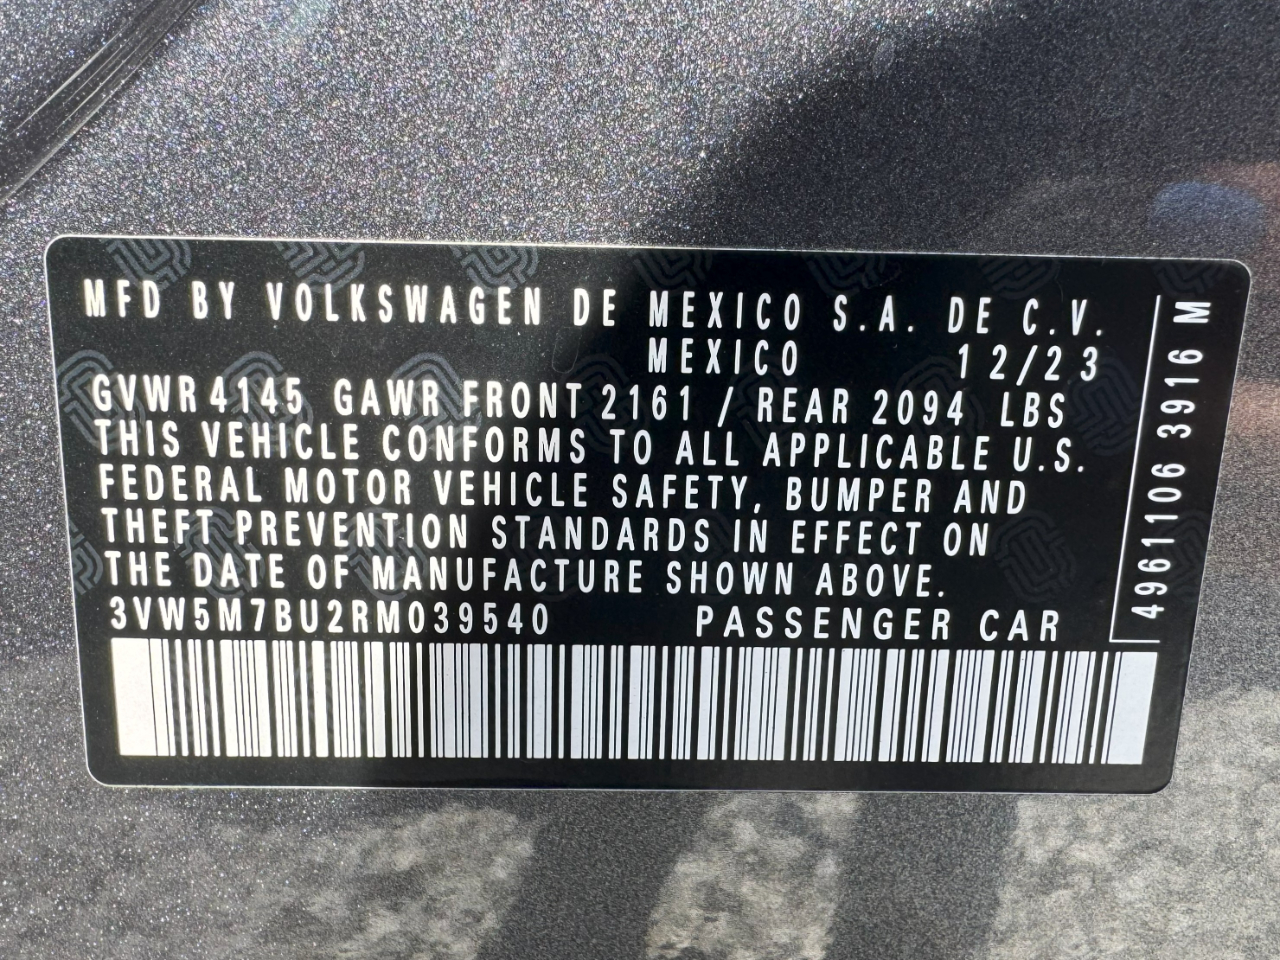 MFD BY VOLKSWAGEN DE MEXICO S.A. DE C.V.
MEXICO 12/23
GVWR 4145 GAWR FRONT 2161 / REAR 2094 LBS
THIS VEHICLE CONFORMS TO ALL APPLICABLE U.S.
FEDERAL MOTOR VEHICLE SAFETY, BUMPER AND
THEFT PREVENTION STANDARDS IN EFFECT ON
THE DATE OF MANUFACTURE SHOWN ABOVE.
3VW5M7BU2RM039540 PASSENGER CAR
4961106 3916 M